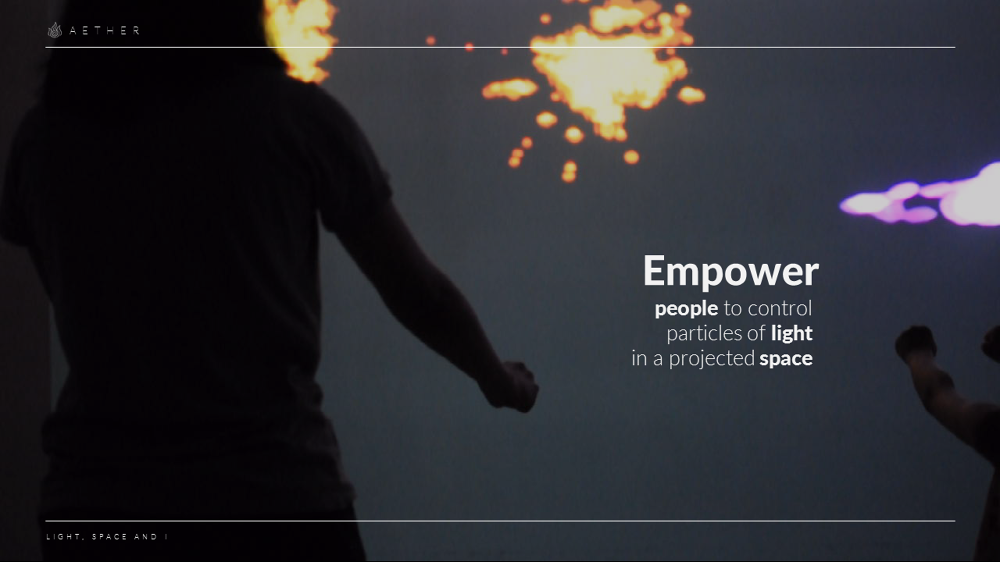 AETHER
Empower
people to control
particles of light
in a projected space
LIGHT, SPACE AND I